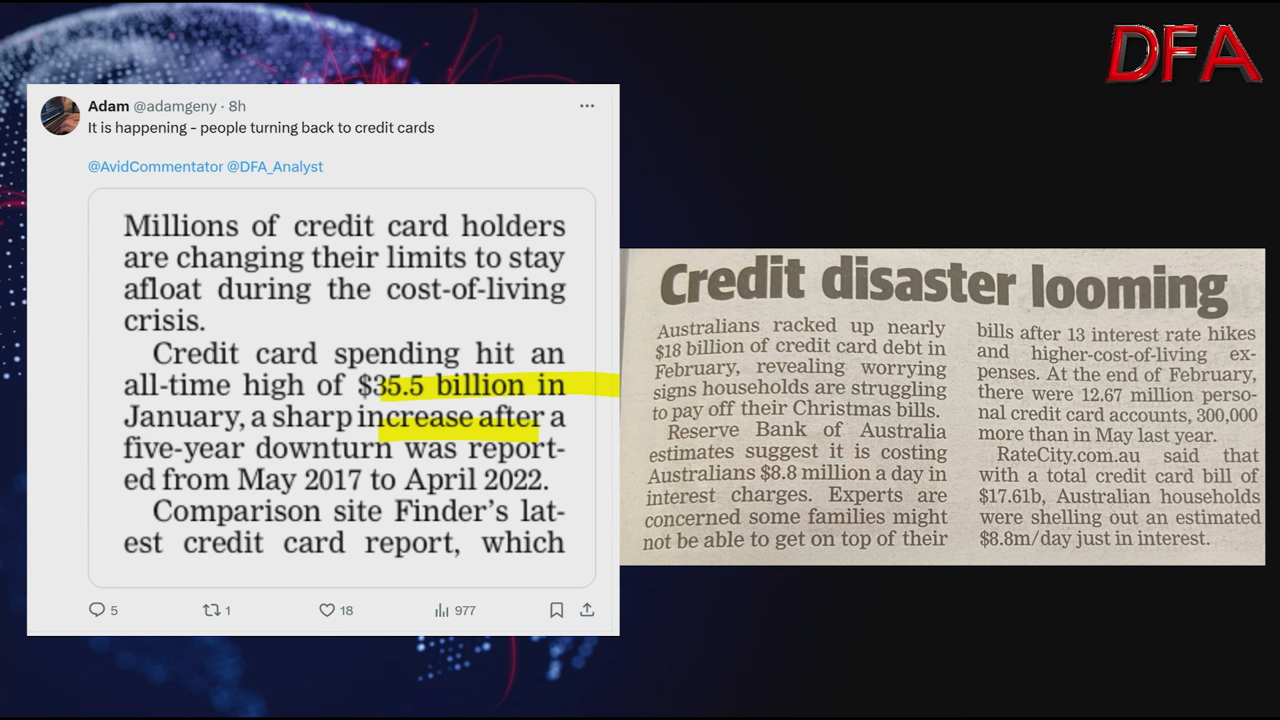 DFA
Adam @adamgeny · 8h
It is happening - people turning back to credit cards
@AvidCommentator @DFA_Analyst
Millions of credit card holders
are changing their limits to stay
afloat during the cost-of-living
crisis.
Credit card spending hit an
all-time high of $35.5 billion in
January, a sharp increase after a
five-year downturn was report-
ed from May 2017 to April 2022.
Comparison site Finder's lat-
est credit card report, which
5
1
18
977
Credit disaster looming
Australians racked up nearly
$18 billion of credit card debt in
February, revealing worrying
signs households are struggling
to pay off their Christmas bills.
Reserve Bank of Australia
estimates suggest it is costing
Australians $8.8 million a day in
interest charges. Experts are
concerned some families might
not be able to get on top of their
bills after 13 interest rate hikes
and higher-cost-of-living ex-
penses. At the end of February,
there were 12.67 million perso-
nal credit card accounts, 300,000
more than in May last year.
RateCity.com.au said that
with a total credit card bill of
$17.61b, Australian households
were shelling out an estimated
$8.8m/day just in interest.